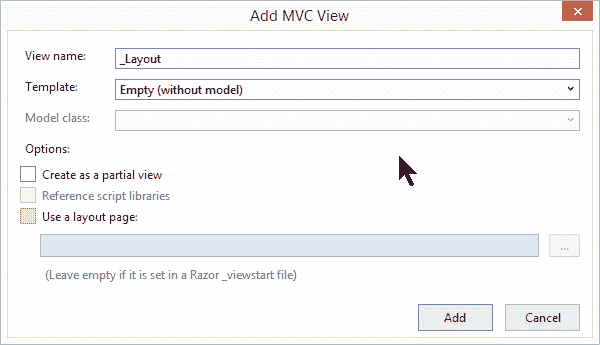 Add MVC View
View name: _Layout
Template: Empty (without model)
Model class:
Options:
Create as a partial view
Reference script libraries
Use a layout page:
...
(Leave empty if it is set in a Razor _viewstart file)
Add Cancel